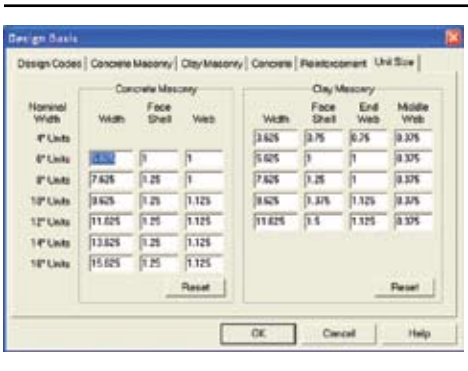 Design Basis
Design Codes Concrete Masonry Clay Masonry Concrete Reinforcement Unit Size
Concrete Masonry Clay Masonry
Nominal Width Width Face Shell Web Width Face Shell End Web Middle Web
4" Units 3.625 0.75 0.75 0.375
6" Units 5.625 1 1 5.625 1 1 0.375
8" Units 7.625 1.25 1 7.625 1.25 1 0.375
10" Units 9.625 1.25 1.125 9.625 1.375 1.125 0.375
12" Units 11.625 1.25 1.125 11.625 1.5 1.125 0.375
14" Units 13.625 1.25 1.125
16" Units 15.625 1.25 1.125
Reset Reset
OK Cancel Help